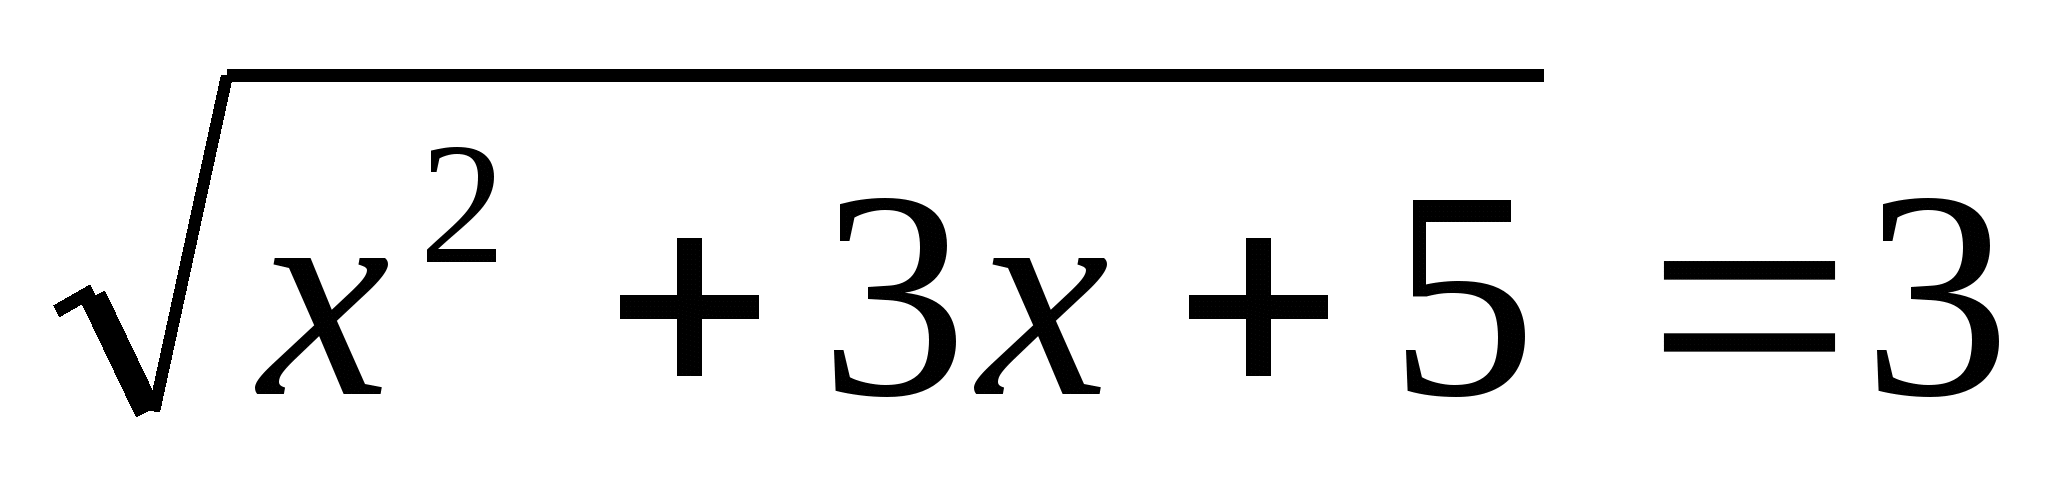 √(x² + 3x + 5) = 3